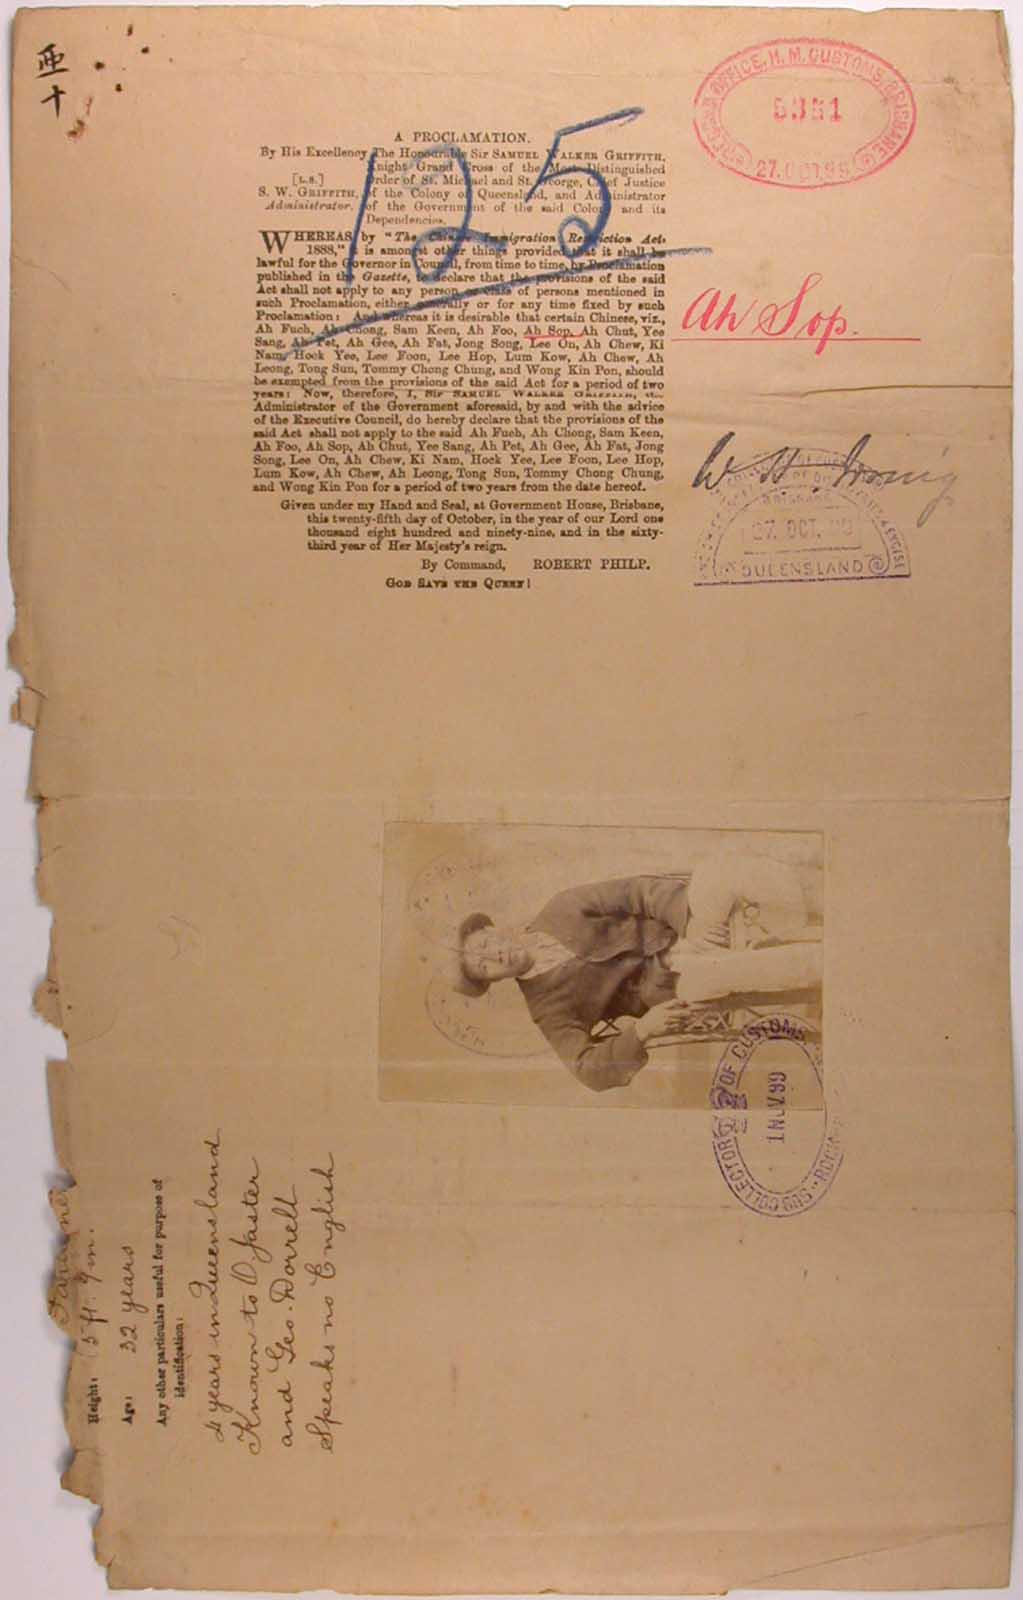 亜
十
RECORD OFFICE, H. M. CUSTOMS, BRISBANE
5351
27.OCT.99
125
A PROCLAMATION.
By His Excellency The Honourable Sir SAMUEL WALKER GRIFFITH,
Knight Grand Cross of the Most Distinguished
[L.S.] Order of St. Michael and St. George, Chief Justice
S. W. GRIFFITH, of the Colony of Queensland, and Administrator
Administrator. of the Government of the said Colony and its
Dependencies.
WHEREAS by "The Chinese Immigration Restriction Act,
1888," it is amongst other things provided that it shall be
lawful for the Governor in Council, from time to time, by Proclamation
published in the Gazette, to declare that the provisions of the said
Act shall not apply to any person or class of persons mentioned in
such Proclamation, either generally or for any time fixed by such
Proclamation: And whereas it is desirable that certain Chinese, viz.,
Ah Fuch, Ah Chong, Sam Keen, Ah Foo, Ah Sop, Ah Chut, Yee
Sang, Ah Pet, Ah Gee, Ah Fat, Jong Song, Lee On, Ah Chew, Ki
Nam, Hock Yee, Lee Foon, Lee Hop, Lum Kow, Ah Chew, Ah
Leong, Tong Sun, Tommy Chong Chung, and Wong Kin Pon, should
be exempted from the provisions of the said Act for a period of two
years: Now, therefore, I, Sir SAMUEL WALKER GRIFFITH, the
Administrator of the Government aforesaid, by and with the advice
of the Executive Council, do hereby declare that the provisions of the
said Act shall not apply to the said Ah Fuch, Ah Chong, Sam Keen,
Ah Foo, Ah Sop, Ah Chut, Yee Sang, Ah Pet, Ah Gee, Ah Fat, Jong
Song, Lee On, Ah Chew, Ki Nam, Hock Yee, Lee Foon, Lee Hop,
Lum Kow, Ah Chew, Ah Leong, Tong Sun, Tommy Chong Chung,
and Wong Kin Pon for a period of two years from the date hereof.
Given under my Hand and Seal, at Government House, Brisbane,
this twenty-fifth day of October, in the year of our Lord one
thousand eight hundred and ninety-nine, and in the sixty-
third year of Her Majesty's reign.
By Command, ROBERT PHILP.
GOD SAVE THE QUEEN!
Ah Sop.
W. H. Irving
BRISBANE
27. OCT. 99
QUEENSLAND
SUB COLLECTOR OF CUSTOMS
1 NOV 99
Height: 5 ft. 9 in.
Age: 32 years
Any other particulars useful for purpose of
identification:
4 years in Queensland
Known to O Jaster
and Geo. Dorrell
Speaks no English